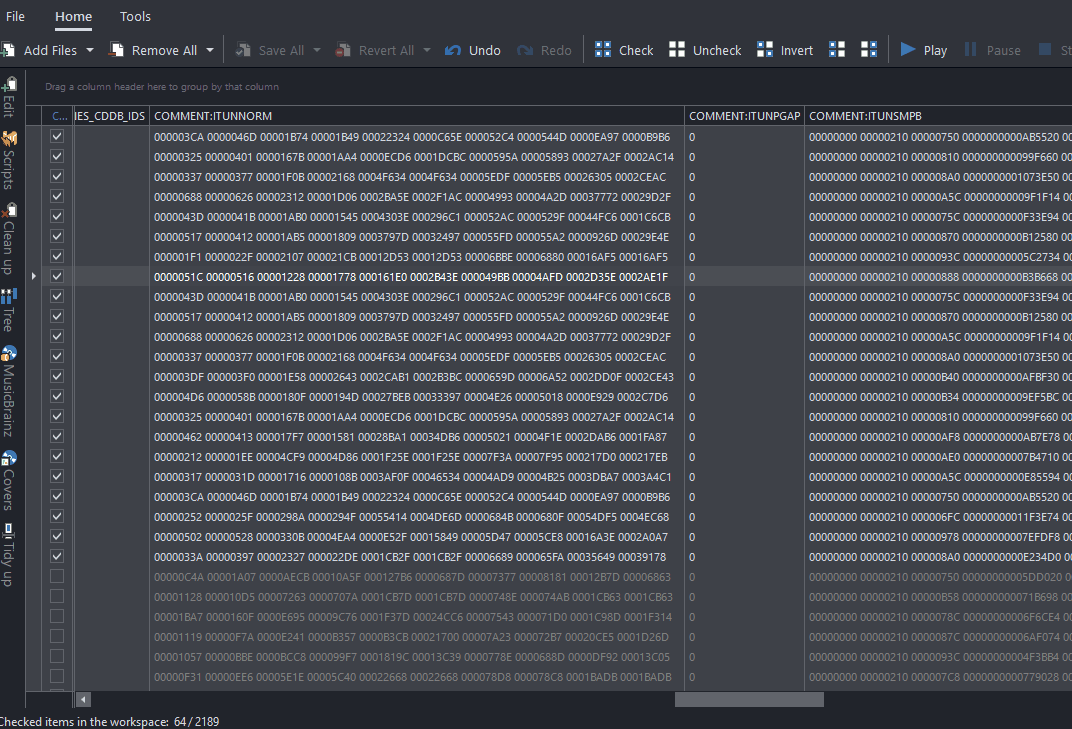 File Home Tools
Add Files Remove All Save All Revert All Undo Redo Check Uncheck Invert Play Pause St
Drag a column header here to group by that column
C... IES_CDDB_IDS COMMENT:ITUNNORM COMMENT:ITUNPGAP COMMENT:ITUNSMPB
000003CA 0000046D 00001B74 00001B49 00022324 0000C65E 000052C4 0000544D 0000EA97 0000B9B6 0 00000000 00000210 00000750 0000000000AB5520 00
00000325 00000401 0000167B 00001AA4 0000ECD6 0001DCBC 0000595A 00005893 00027A2F 0002AC14 0 00000000 00000210 00000810 000000000099F660 00
00000337 00000377 00001F0B 00002168 0004F634 0004F634 00005EDF 00005EB5 00026305 0002CEAC 0 00000000 00000210 000008A0 0000000001073E50 00
00000688 00000626 00002312 00001D06 0002BA5E 0002F1AC 00004993 00004A2D 00037772 00029D2F 0 00000000 00000210 00000A5C 00000000009F1F14 00
0000043D 0000041B 00001AB0 00001545 0004303E 000296C1 000052AC 0000529F 00044FC6 0001C6CB 0 00000000 00000210 0000075C 0000000000F33E94 00
00000517 00000412 00001AB5 00001809 0003797D 00032497 000055FD 000055A2 0000926D 00029E4E 0 00000000 00000210 00000870 0000000000B12580 00
000001F1 0000022F 00002107 000021CB 00012D53 00012D53 00006BBE 00006880 00016AF5 00016AF5 0 00000000 00000210 0000093C 00000000005C2734 00
0000051C 00000516 00001228 00001778 000161E0 0002B43E 000049BB 00004AFD 0002D35E 0002AE1F 0 00000000 00000210 00000888 0000000000B3B668 00
0000043D 0000041B 00001AB0 00001545 0004303E 000296C1 000052AC 0000529F 00044FC6 0001C6CB 0 00000000 00000210 0000075C 0000000000F33E94 00
00000517 00000412 00001AB5 00001809 0003797D 00032497 000055FD 000055A2 0000926D 00029E4E 0 00000000 00000210 00000870 0000000000B12580 00
00000688 00000626 00002312 00001D06 0002BA5E 0002F1AC 00004993 00004A2D 00037772 00029D2F 0 00000000 00000210 00000A5C 00000000009F1F14 00
00000337 00000377 00001F0B 00002168 0004F634 0004F634 00005EDF 00005EB5 00026305 0002CEAC 0 00000000 00000210 000008A0 0000000001073E50 00
000003DF 000003F0 00001E58 00002643 0002CAB1 0002B3BC 0000659D 00006A52 0002DD0F 0002CE43 0 00000000 00000210 00000B40 0000000000AFBF30 00
000004D6 0000058B 0000180F 0000194D 00027BEB 00033397 00004E26 00005018 0000E929 0002C7D6 0 00000000 00000210 00000B34 00000000009EF5BC 00
00000325 00000401 0000167B 00001AA4 0000ECD6 0001DCBC 0000595A 00005893 00027A2F 0002AC14 0 00000000 00000210 00000810 000000000099F660 00
00000462 00000413 000017F7 00001581 00028BA1 00034DB6 00005021 00004F1E 0002DAB6 0001FA87 0 00000000 00000210 00000AF8 0000000000AB7E78 00
00000212 000001EE 00004CF9 00004D86 0001F25E 0001F25E 00007F3A 00007F95 000217D0 000217EB 0 00000000 00000210 00000AE0 00000000007B4710 00
00000317 0000031D 00001716 0000108B 0003AF0F 00046534 00004AD9 00004B25 0003DBA7 0003A4C1 0 00000000 00000210 00000A5C 0000000000E85594 00
000003CA 0000046D 00001B74 00001B49 00022324 0000C65E 000052C4 0000544D 0000EA97 0000B9B6 0 00000000 00000210 00000750 0000000000AB5520 00
00000252 0000025F 0000298A 0000294F 00055414 0004DE6D 0000684B 0000680F 00054DF5 0004EC68 0 00000000 00000210 000006FC 00000000011F3E74 00
00000502 00000528 0000330B 00004EA4 0000E52F 00015849 00005D47 00005CE8 00016A3E 0002A0A7 0 00000000 00000210 00000978 00000000007EFDF8 00
0000033A 00000397 00002327 000022DE 0001CB2F 0001CB2F 00006689 000065FA 00035649 00039178 0 00000000 00000210 000008A0 0000000000E234D0 00
00000C4A 00001A07 0000AECB 00010A5F 000127B6 0000687D 00007377 00008181 00012B7D 00006863 0 00000000 00000210 00000750 00000000005DD020 00
00001128 000010D5 00007263 0000707A 0001CB7D 0001CB7D 0000748E 000074AB 0001CB63 0001CB63 0 00000000 00000210 00000B58 000000000071B698 00
00001BA7 0000160F 0000E695 00009C76 0001F37D 00024CC6 00007543 000071D0 0001C98D 0001F314 0 00000000 00000210 0000078C 00000000006F6CE4 00
00001119 00000F7A 0000E241 0000B357 0000B3CB 00021700 00007A23 000072B7 00020CE5 0001D26D 0 00000000 00000210 0000087C 00000000006AF074 00
00001057 00000BBE 0000BCC8 000099F7 0001819C 00013C39 0000778E 0000688D 0000DF92 00013C05 0 00000000 00000210 0000093C 00000000004F3BB4 00
00000F31 00000EE6 00005E1E 00005C40 00022668 00022668 000078D8 000078C8 0001BADB 0001BADB 0 00000000 00000210 000007C8 0000000000779028 00
Edit
Scripts
Clean up
Tree
MusicBrainz
Covers
Tidy up
Checked items in the workspace: 64 / 2189